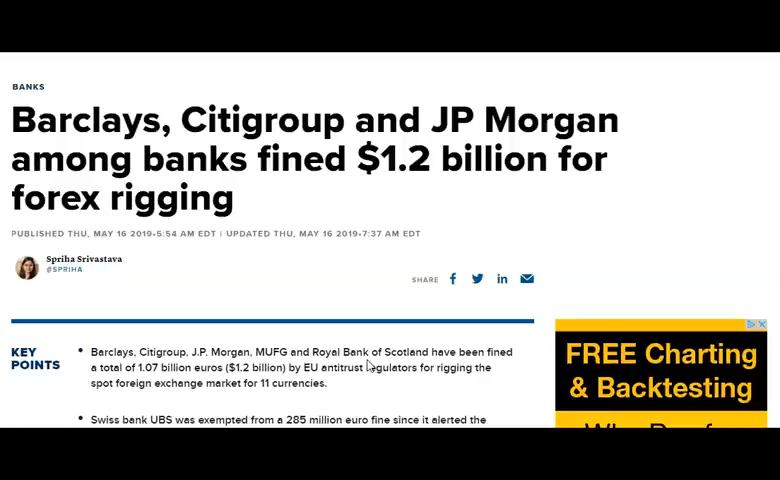 BANKS
Barclays, Citigroup and JP Morgan
among banks fined $1.2 billion for
forex rigging
PUBLISHED THU, MAY 16 2019•5:54 AM EDT | UPDATED THU, MAY 16 2019•7:37 AM EDT
Spriha Srivastava
@SPRIHA
SHARE
KEY
POINTS
• Barclays, Citigroup, J.P. Morgan, MUFG and Royal Bank of Scotland have been fined
a total of 1.07 billion euros ($1.2 billion) by EU antitrust regulators for rigging the
spot foreign exchange market for 11 currencies.
• Swiss bank UBS was exempted from a 285 million euro fine since it alerted the
FREE Charting
& Backtesting